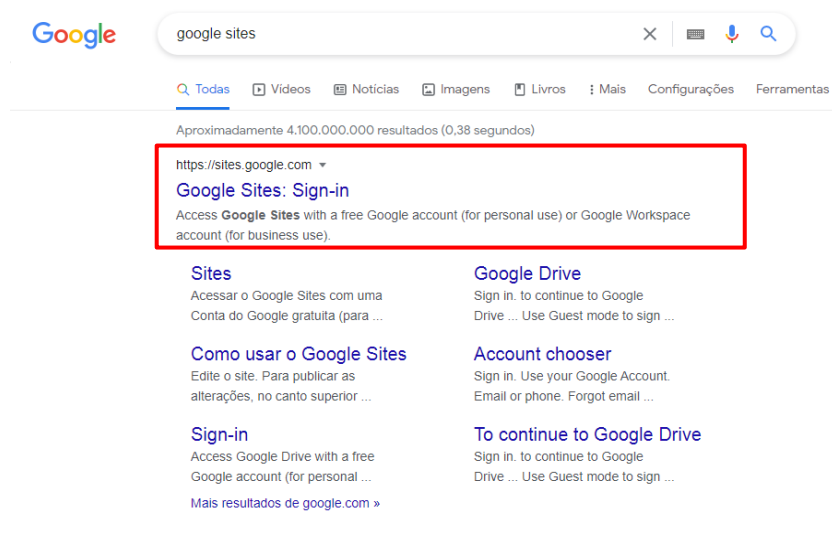 Google
google sites
Todas
Vídeos
Notícias
Imagens
Livros
Mais
Configurações
Ferramentas
Aproximadamente 4.100.000.000 resultados (0,38 segundos)
https://sites.google.com
Google Sites: Sign-in
Access Google Sites with a free Google account (for personal use) or Google Workspace
account (for business use).
Sites
Acessar o Google Sites com uma
Conta do Google gratuita (para ...
Google Drive
Sign in. to continue to Google
Drive ... Use Guest mode to sign ...
Como usar o Google Sites
Edite o site. Para publicar as
alterações, no canto superior ...
Account chooser
Sign in. Use your Google Account.
Email or phone. Forgot email ...
Sign-in
Access Google Drive with a free
Google account (for personal ...
To continue to Google Drive
Sign in. to continue to Google
Drive ... Use Guest mode to sign ...
Mais resultados de google.com »